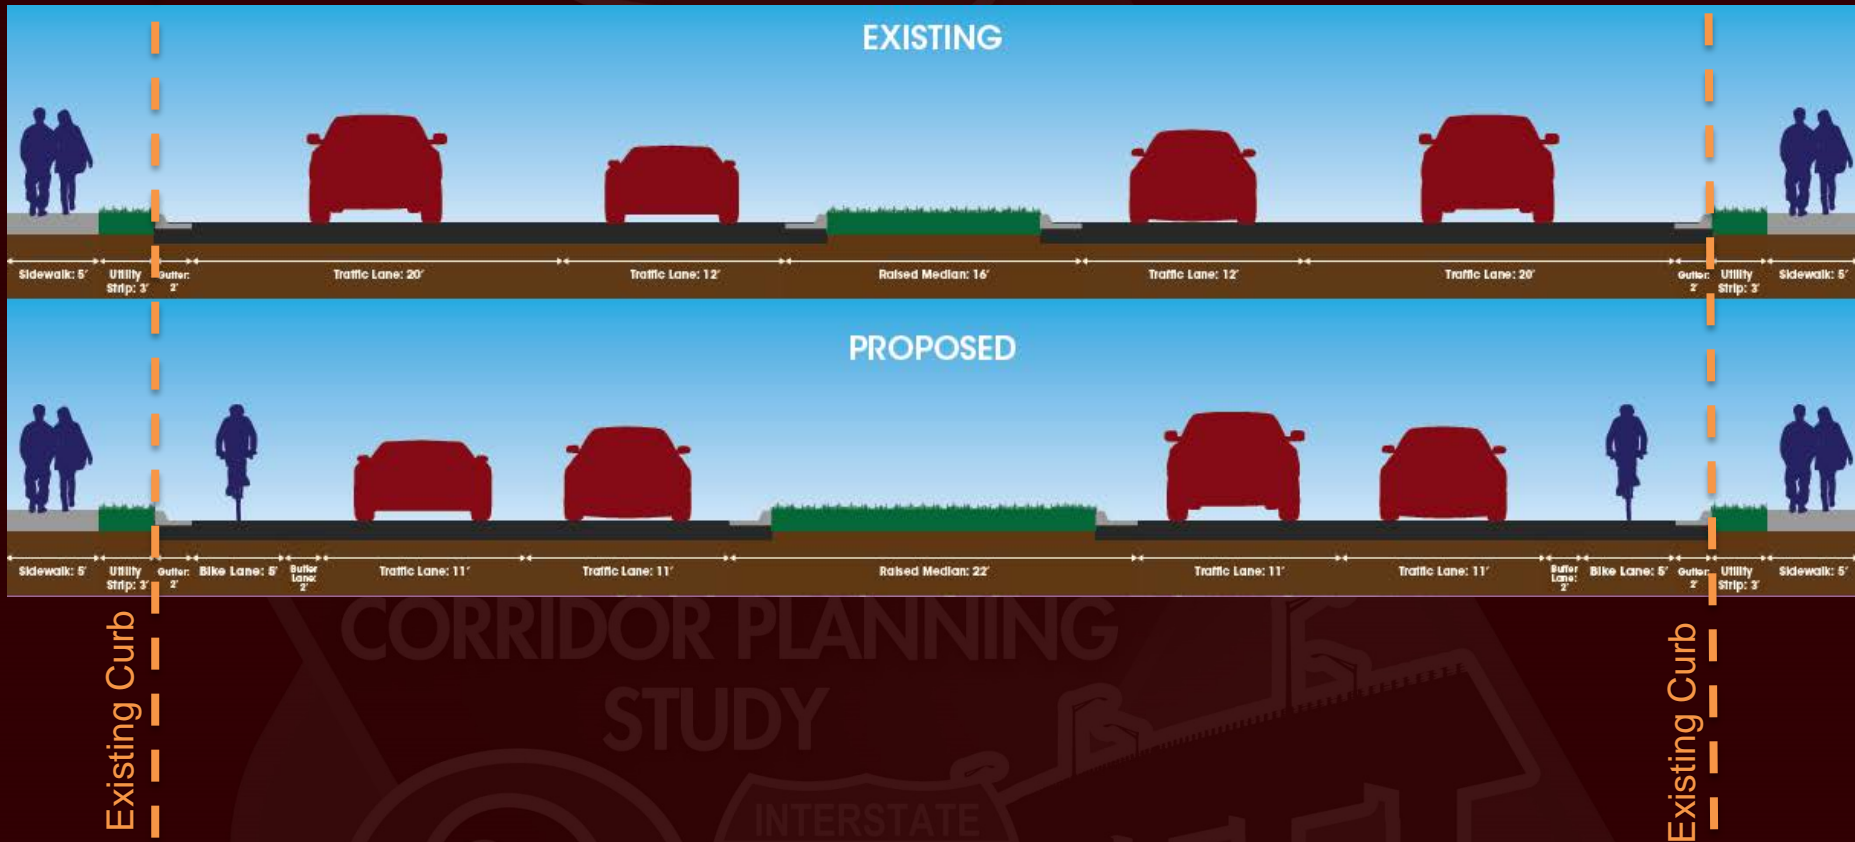 EXISTING
Sidewalk: 5'
Utility
Strip: 3'
Gutter:
2'
Traffic Lane: 20'
Traffic Lane: 12'
Raised Median: 16'
Traffic Lane: 12'
Traffic Lane: 20'
Gutter:
2'
Utility
Strip: 3'
Sidewalk: 5'
PROPOSED
Sidewalk: 5'
Utility
Strip: 3'
Gutter:
2'
Bike Lane: 5'
Buffer
Lane:
2'
Traffic Lane: 11'
Traffic Lane: 11'
Raised Median: 22'
Traffic Lane: 11'
Traffic Lane: 11'
Buffer
Lane:
2'
Bike Lane: 5'
Gutter:
2'
Utility
Strip: 3'
Sidewalk: 5'
Existing Curb
Existing Curb
CORRIDOR PLANNING
STUDY
INTERSTATE